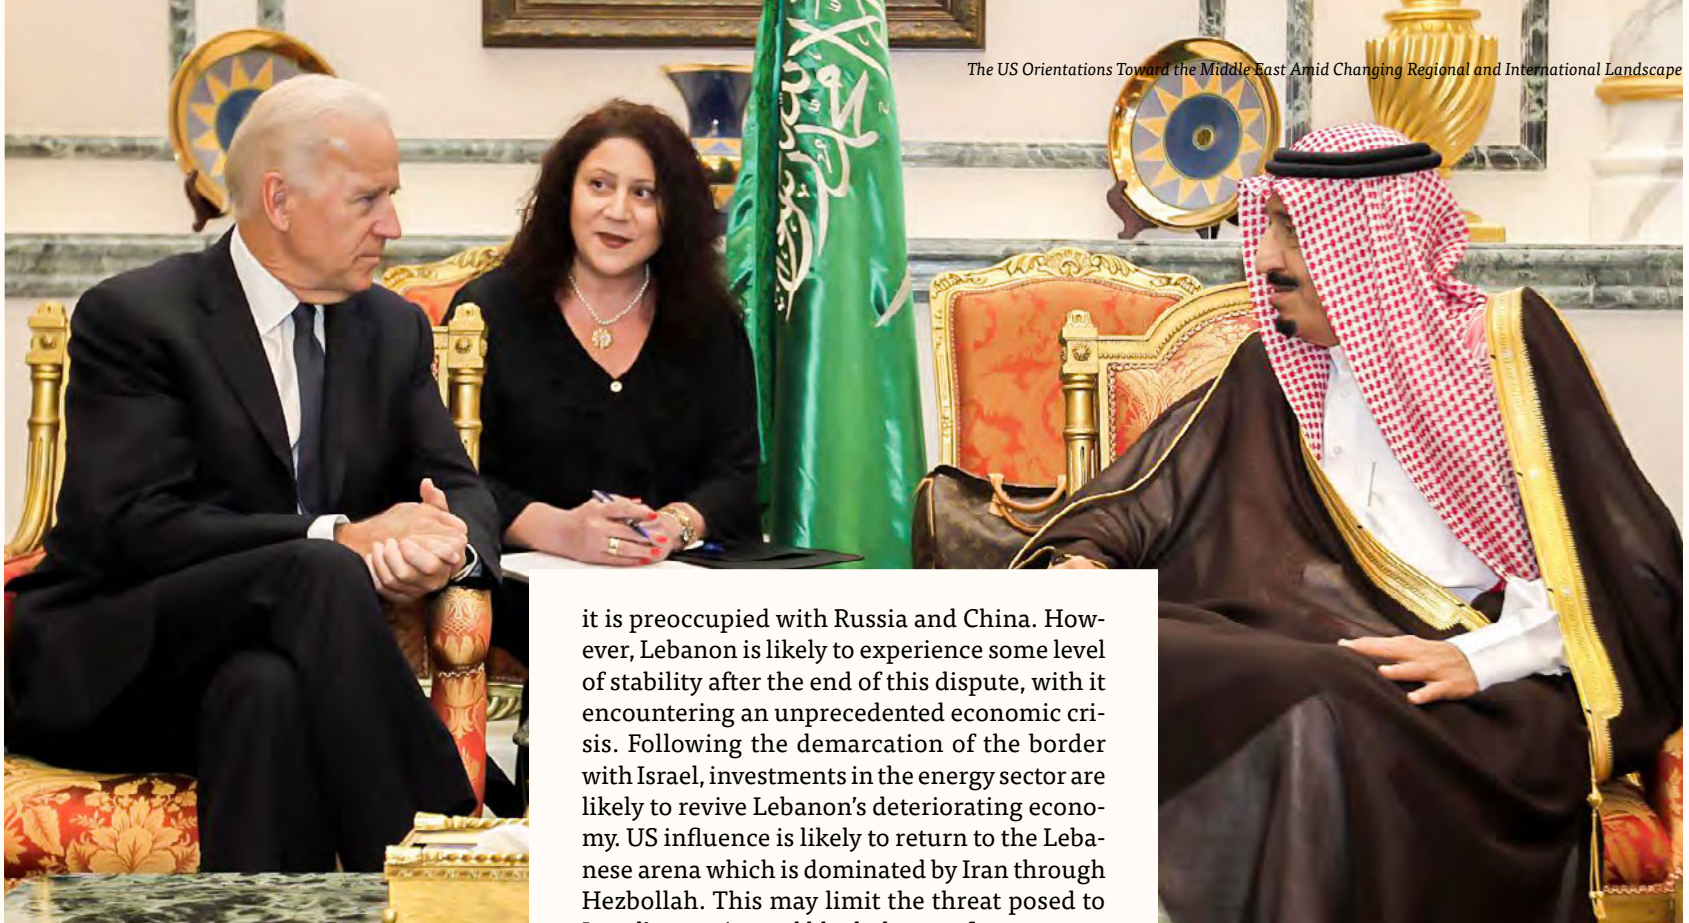 The US Orientations Toward the Middle East Amid Changing Regional and International Landscape
it is preoccupied with Russia and China. How-
ever, Lebanon is likely to experience some level
of stability after the end of this dispute, with it
encountering an unprecedented economic cri-
sis. Following the demarcation of the border
with Israel, investments in the energy sector are
likely to revive Lebanon’s deteriorating econo-
my. US influence is likely to return to the Leba-
nese arena which is dominated by Iran through
Hezbollah. This may limit the threat posed to